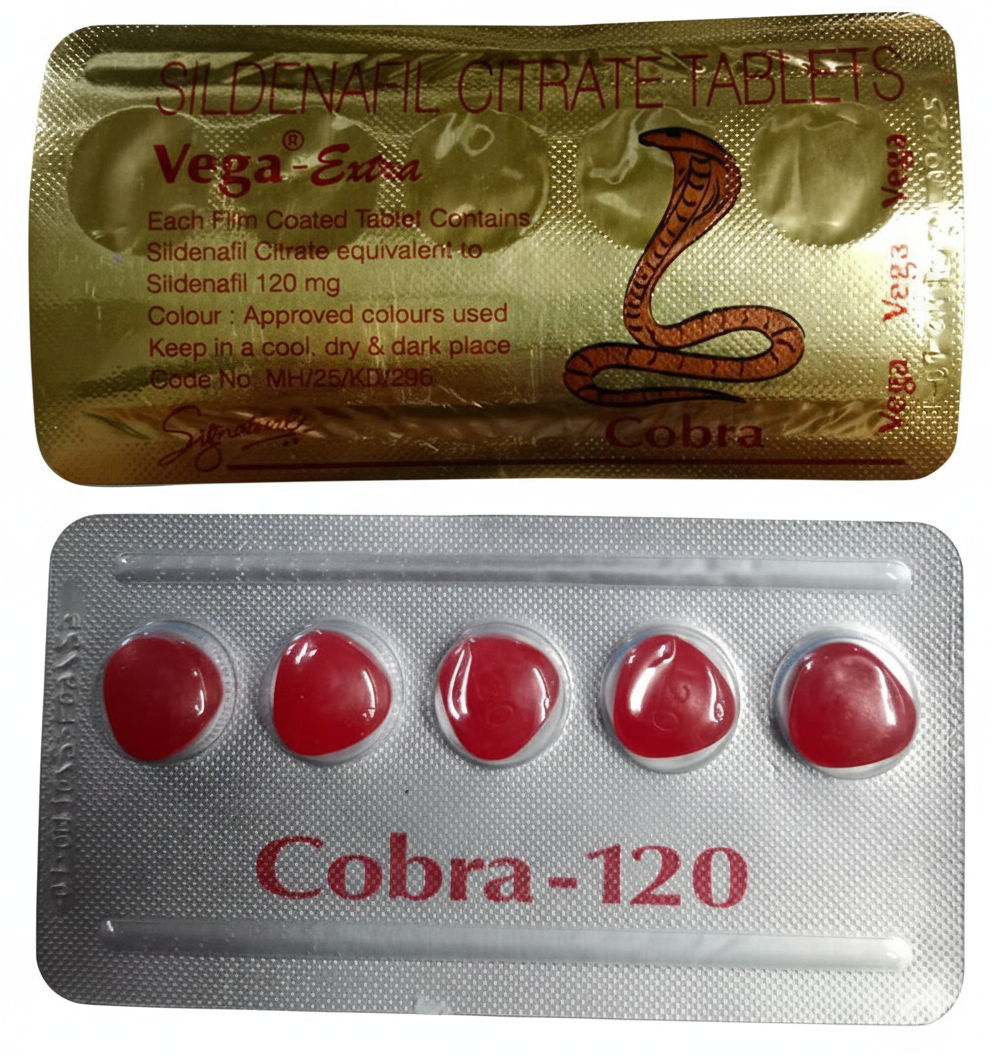 SILDENAFIL CITRATE TABLETS
Vega®-Extra
Each Film Coated Tablet Contains
Sildenafil Citrate equivalent to
Sildenafil 120 mg
Colour : Approved colours used
Keep in a cool, dry & dark place
Code No: MH/25/KD/296
Signature
Cobra
Vega
Vega
Vega
Cobra-120